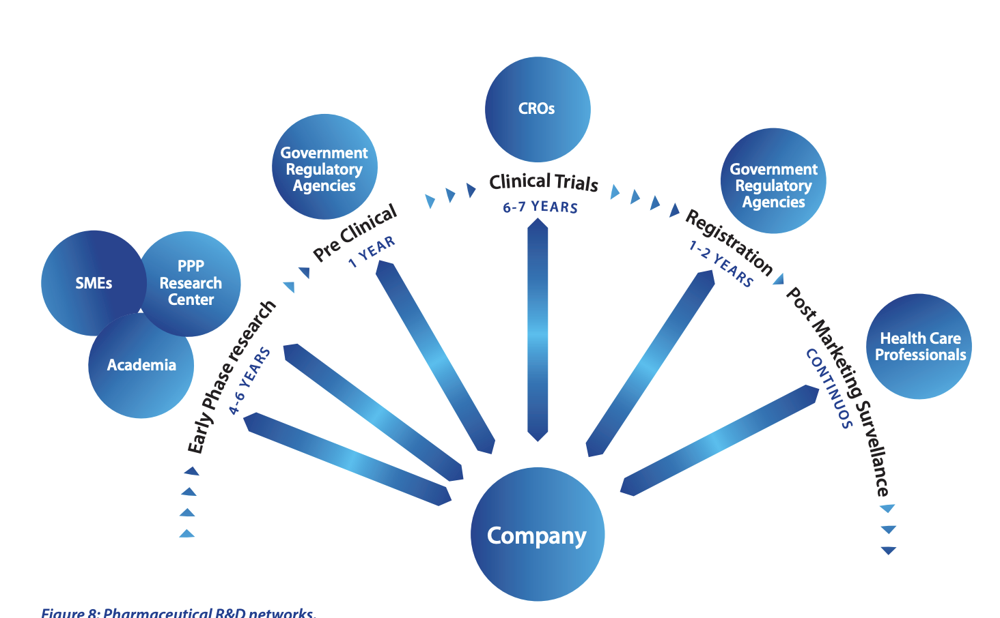 CROs
Government
Regulatory
Agencies
Government
Regulatory
Agencies
Clinical Trials
6-7 YEARS
Pre Clinical
1 YEAR
Registration
1-2 YEARS
SMEs
PPP
Research
Center
Academia
Early Phase research
4-6 YEARS
Post Marketing Survellance
CONTINUOS
Health Care
Professionals
Company
Figure 8: Pharmaceutical R&D networks.